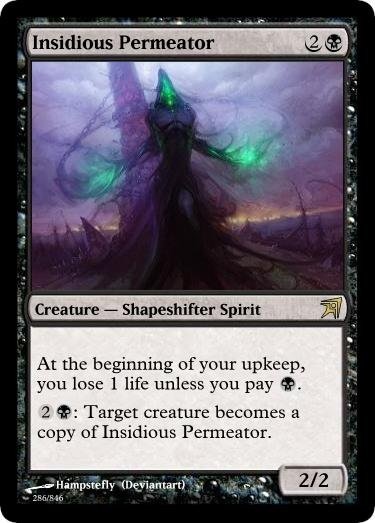 Insidious Permeator 2
Creature — Shapeshifter Spirit
At the beginning of your upkeep,
you lose 1 life unless you pay .
2 : Target creature becomes a
copy of Insidious Permeator.
Hampstefly (Deviantart)
286/846
2/2